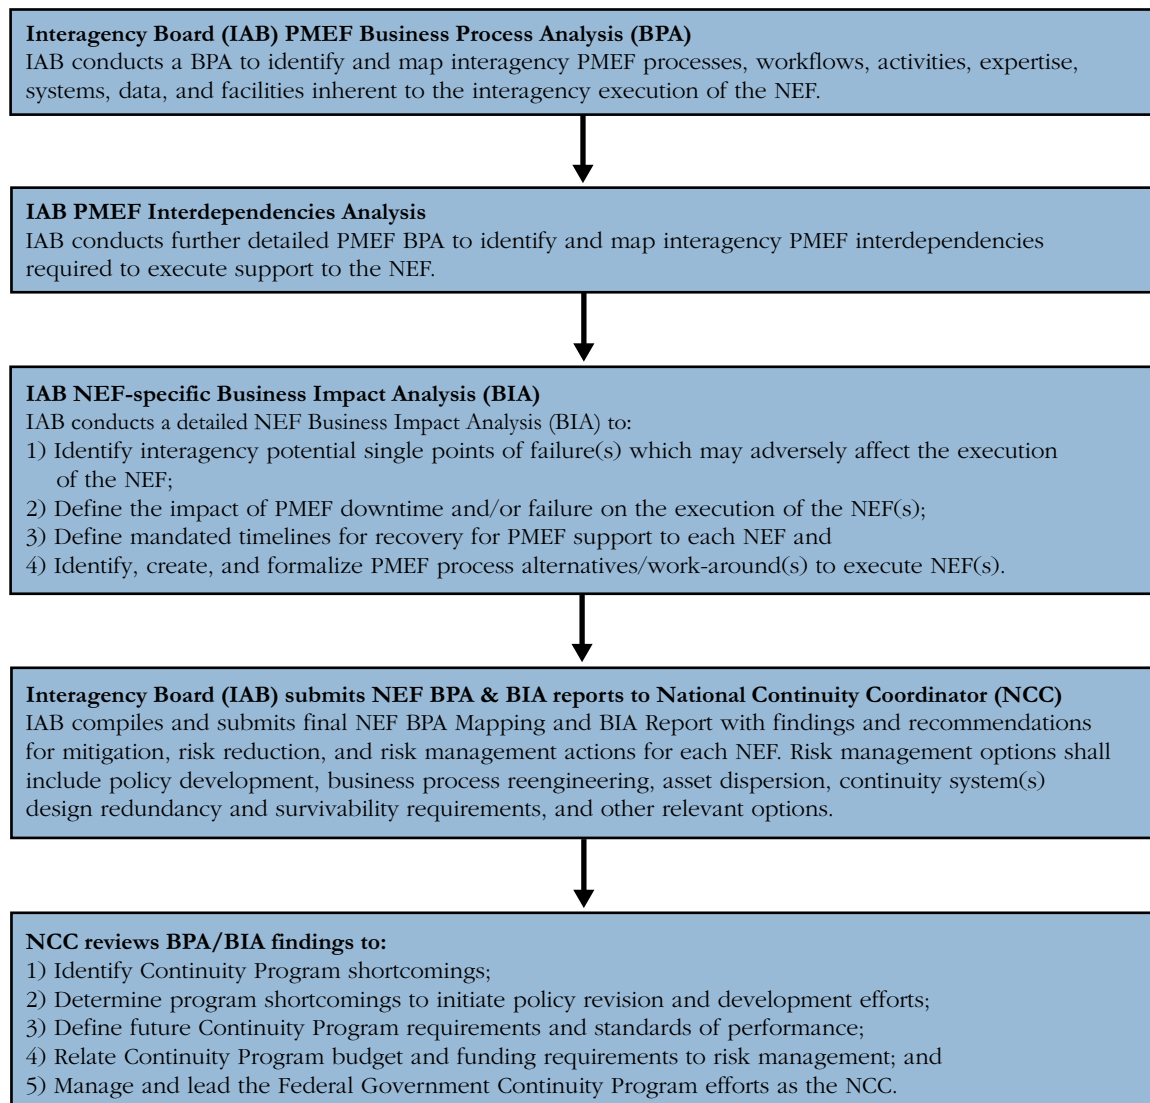 Interagency Board (IAB) PMEF Business Process Analysis (BPA)
IAB conducts a BPA to identify and map interagency PMEF processes, workflows, activities, expertise,
systems, data, and facilities inherent to the interagency execution of the NEF.
IAB PMEF Interdependencies Analysis
IAB conducts further detailed PMEF BPA to identify and map interagency PMEF interdependencies
required to execute support to the NEF.
IAB NEF-specific Business Impact Analysis (BIA)
IAB conducts a detailed NEF Business Impact Analysis (BIA) to:
1) Identify interagency potential single points of failure(s) which may adversely affect the execution
of the NEF;
2) Define the impact of PMEF downtime and/or failure on the execution of the NEF(s);
3) Define mandated timelines for recovery for PMEF support to each NEF and
4) Identify, create, and formalize PMEF process alternatives/work-around(s) to execute NEF(s).
Interagency Board (IAB) submits NEF BPA & BIA reports to National Continuity Coordinator (NCC)
IAB compiles and submits final NEF BPA Mapping and BIA Report with findings and recommendations
for mitigation, risk reduction, and risk management actions for each NEF. Risk management options shall
include policy development, business process reengineering, asset dispersion, continuity system(s)
design redundancy and survivability requirements, and other relevant options.
NCC reviews BPA/BIA findings to:
1) Identify Continuity Program shortcomings;
2) Determine program shortcomings to initiate policy revision and development efforts;
3) Define future Continuity Program requirements and standards of performance;
4) Relate Continuity Program budget and funding requirements to risk management; and
5) Manage and lead the Federal Government Continuity Program efforts as the NCC.